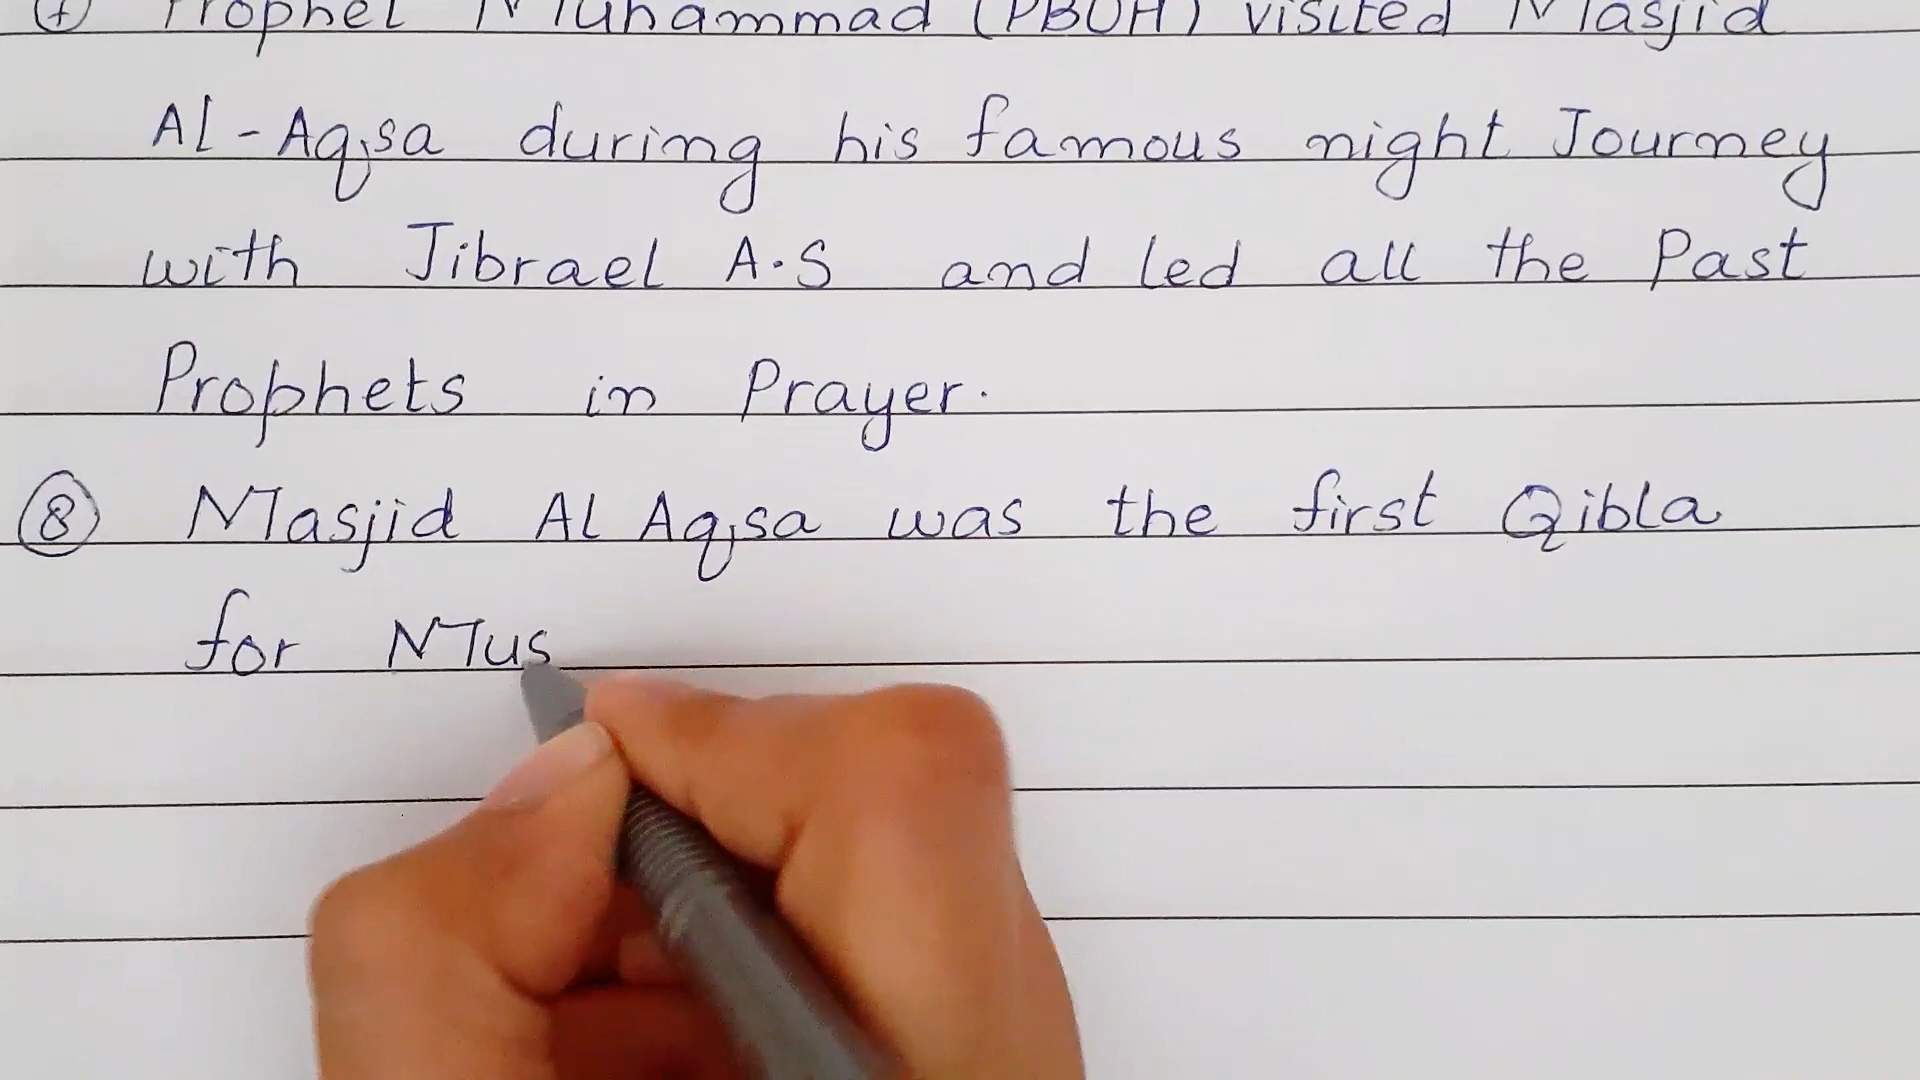 ⑦ Prophet Muhammad (PBUH) visited Masjid
Al-Aqsa during his famous night Journey
with Jibrael A.S and led all the Past
Prophets in Prayer.
⑧ Masjid Al Aqsa was the first Qibla
for Mus